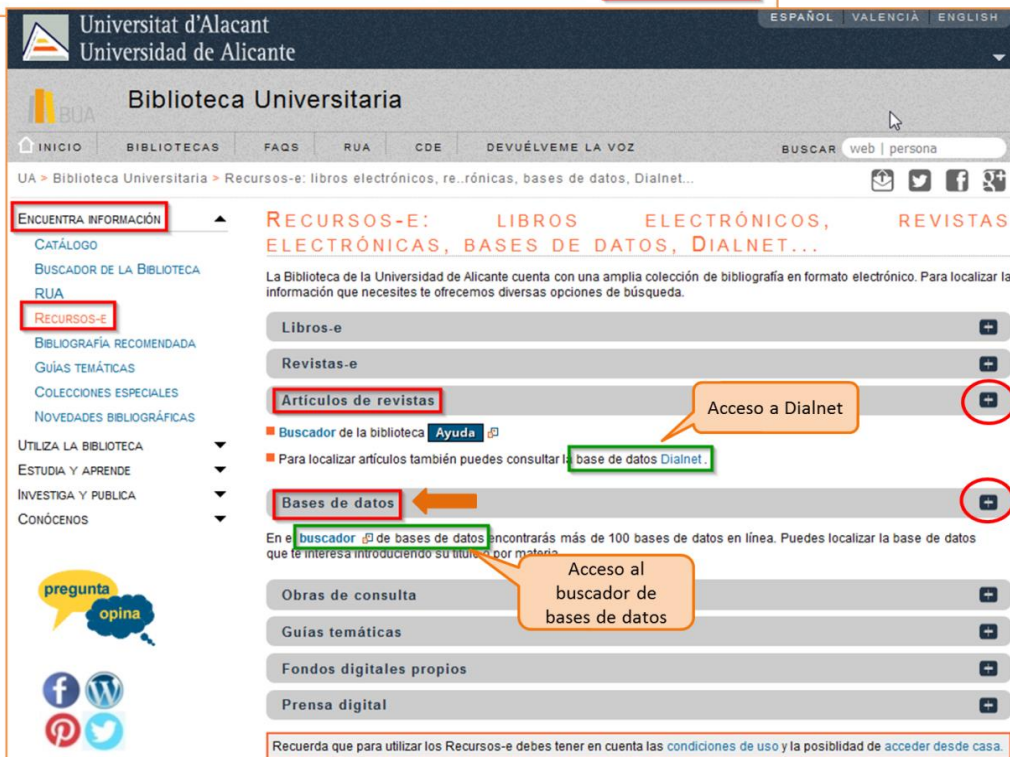 Universitat d'Alacant
Universidad de Alicante
ESPAÑOL VALENCIÀ ENGLISH
BUA
Biblioteca Universitaria
INICIO BIBLIOTECAS FAQS RUA CDE DEVUÉLVEME LA VOZ BUSCAR web | persona
UA > Biblioteca Universitaria > Recursos-e: libros electrónicos, re..rónicas, bases de datos, Dialnet...
ENCUENTRA INFORMACIÓN
CATÁLOGO
BUSCADOR DE LA BIBLIOTECA
RUA
RECURSOS-E
BIBLIOGRAFÍA RECOMENDADA
GUÍAS TEMÁTICAS
COLECCIONES ESPECIALES
NOVEDADES BIBLIOGRÁFICAS
UTILIZA LA BIBLIOTECA
ESTUDIA Y APRENDE
INVESTIGA Y PUBLICA
CONÓCENOS
pregunta
opina
RECURSOS-E: LIBROS ELECTRÓNICOS, REVISTAS
ELECTRÓNICAS, BASES DE DATOS, DIALNET...
La Biblioteca de la Universidad de Alicante cuenta con una amplia colección de bibliografía en formato electrónico. Para localizar la
información que necesites te ofrecemos diversas opciones de búsqueda.
Libros-e
Revistas-e
Artículos de revistas
Acceso a Dialnet
Buscador de la biblioteca Ayuda
Para localizar artículos también puedes consultar la base de datos Dialnet.
Bases de datos
En e buscador de bases de datos encontrarás más de 100 bases de datos en línea. Puedes localizar la base de datos
que te interesa introduciendo su título o por materia
Acceso al
buscador de
bases de datos
Obras de consulta
Guías temáticas
Fondos digitales propios
Prensa digital
Recuerda que para utilizar los Recursos-e debes tener en cuenta las condiciones de uso y la posiblidad de acceder desde casa.